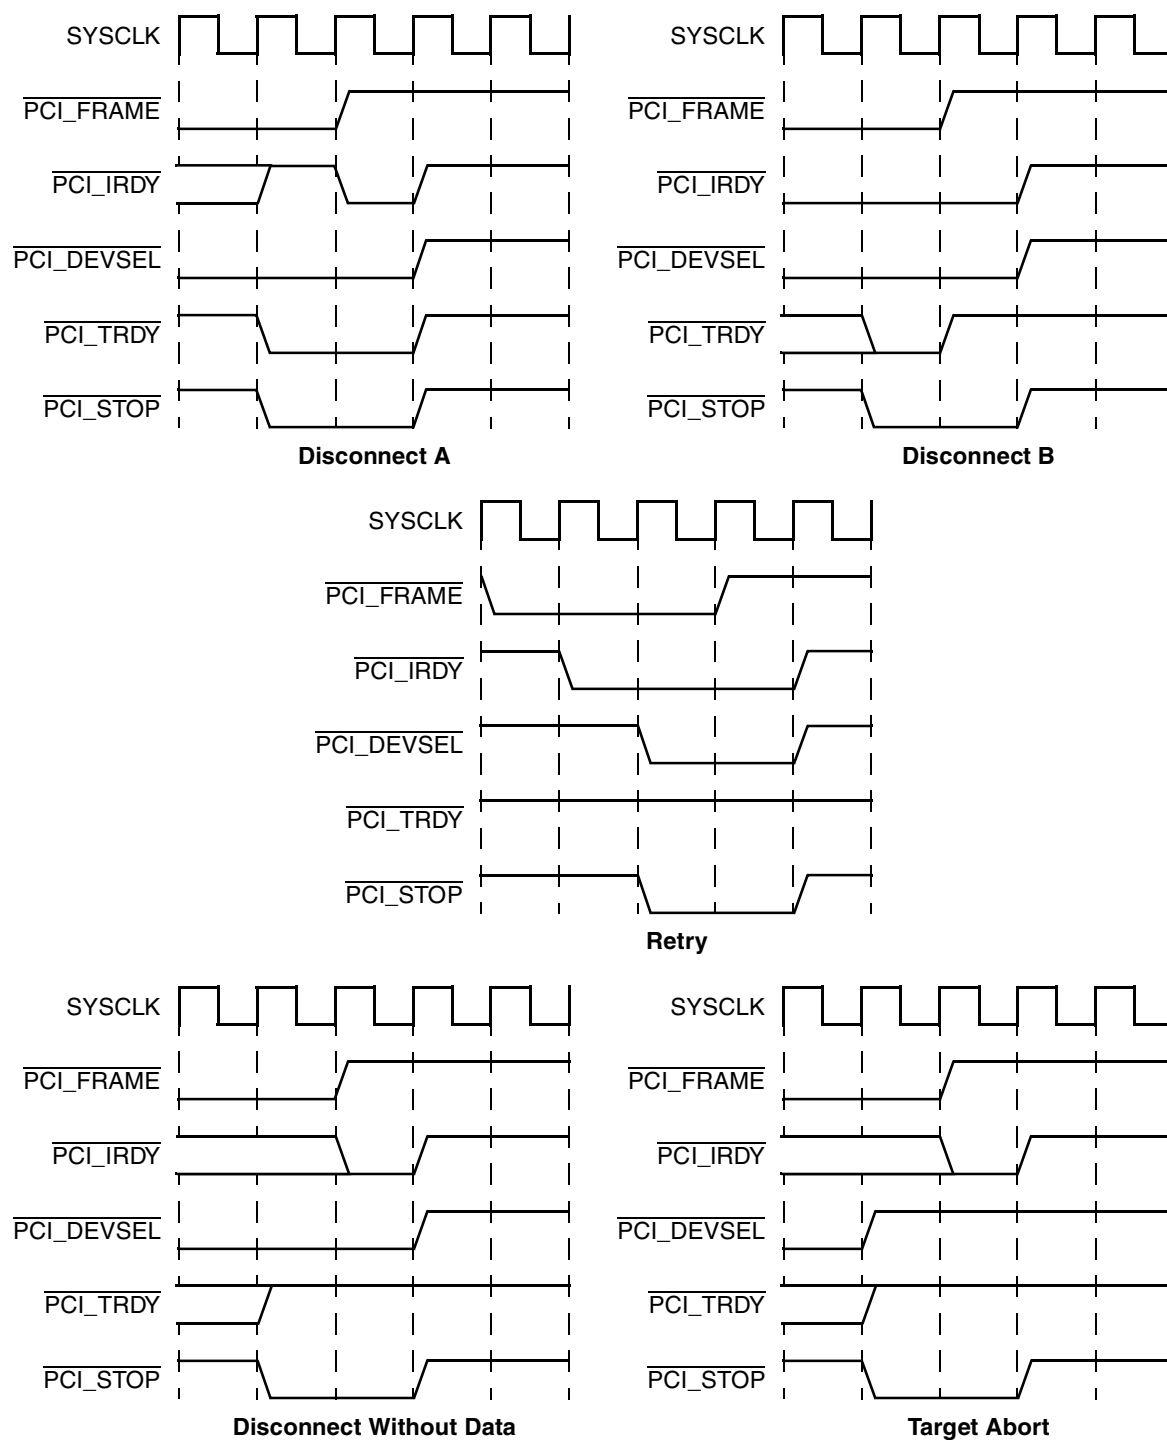 SYSCLK
PCI_FRAME
PCI_IRDY
PCI_DEVSEL
PCI_TRDY
PCI_STOP
Disconnect A
SYSCLK
PCI_FRAME
PCI_IRDY
PCI_DEVSEL
PCI_TRDY
PCI_STOP
Disconnect B
SYSCLK
PCI_FRAME
PCI_IRDY
PCI_DEVSEL
PCI_TRDY
PCI_STOP
Retry
SYSCLK
PCI_FRAME
PCI_IRDY
PCI_DEVSEL
PCI_TRDY
PCI_STOP
Disconnect Without Data
SYSCLK
PCI_FRAME
PCI_IRDY
PCI_DEVSEL
PCI_TRDY
PCI_STOP
Target Abort